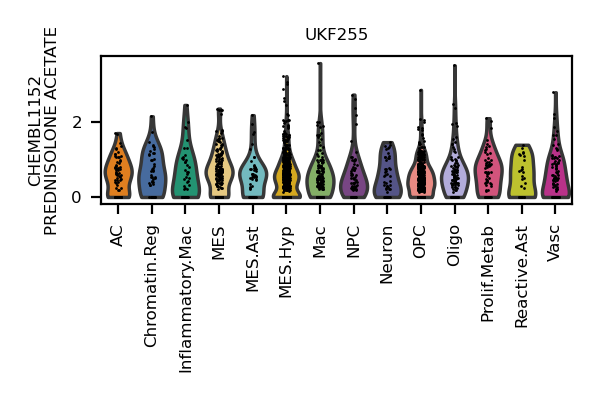 UKF255
CHEMBL1152
PREDNISOLONE ACETATE
2
0
AC
Chromatin.Reg
Inflammatory.Mac
MES
MES.Ast
MES.Hyp
Mac
NPC
Neuron
OPC
Oligo
Prolif.Metab
Reactive.Ast
Vasc